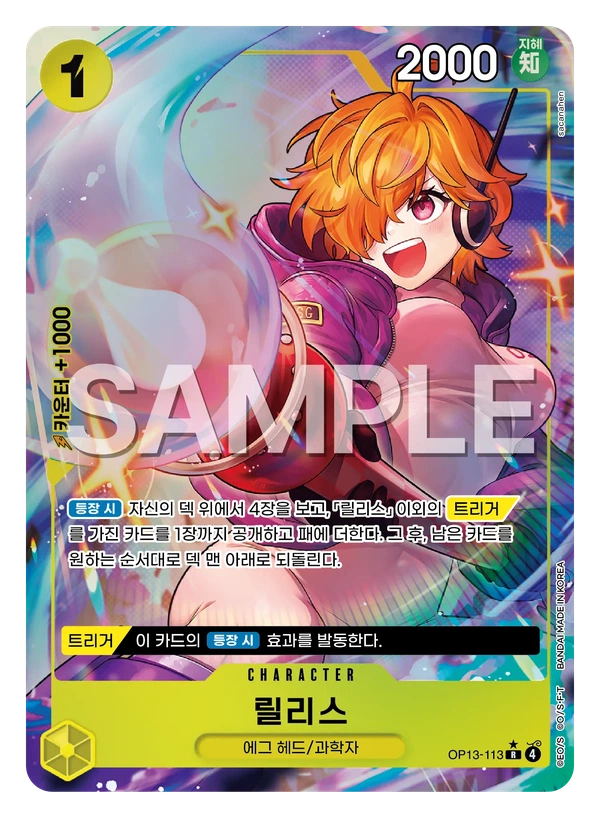 1
2000
지혜
知
sacanahen
SG
카운터 +1000
SAMPLE
등장 시 자신의 덱 위에서 4장을 보고, 「릴리스」 이외의 트리거
를 가진 카드를 1장까지 공개하고 패에 더한다. 그 후, 남은 카드를
원하는 순서대로 덱 맨 아래로 되돌린다.
트리거 이 카드의 등장 시 효과를 발동한다.
CHARACTER
릴리스
에그 헤드/과학자
OP13-113 R 4
©EO/S ©O/S·F·T BANDAI MADE IN KOREA